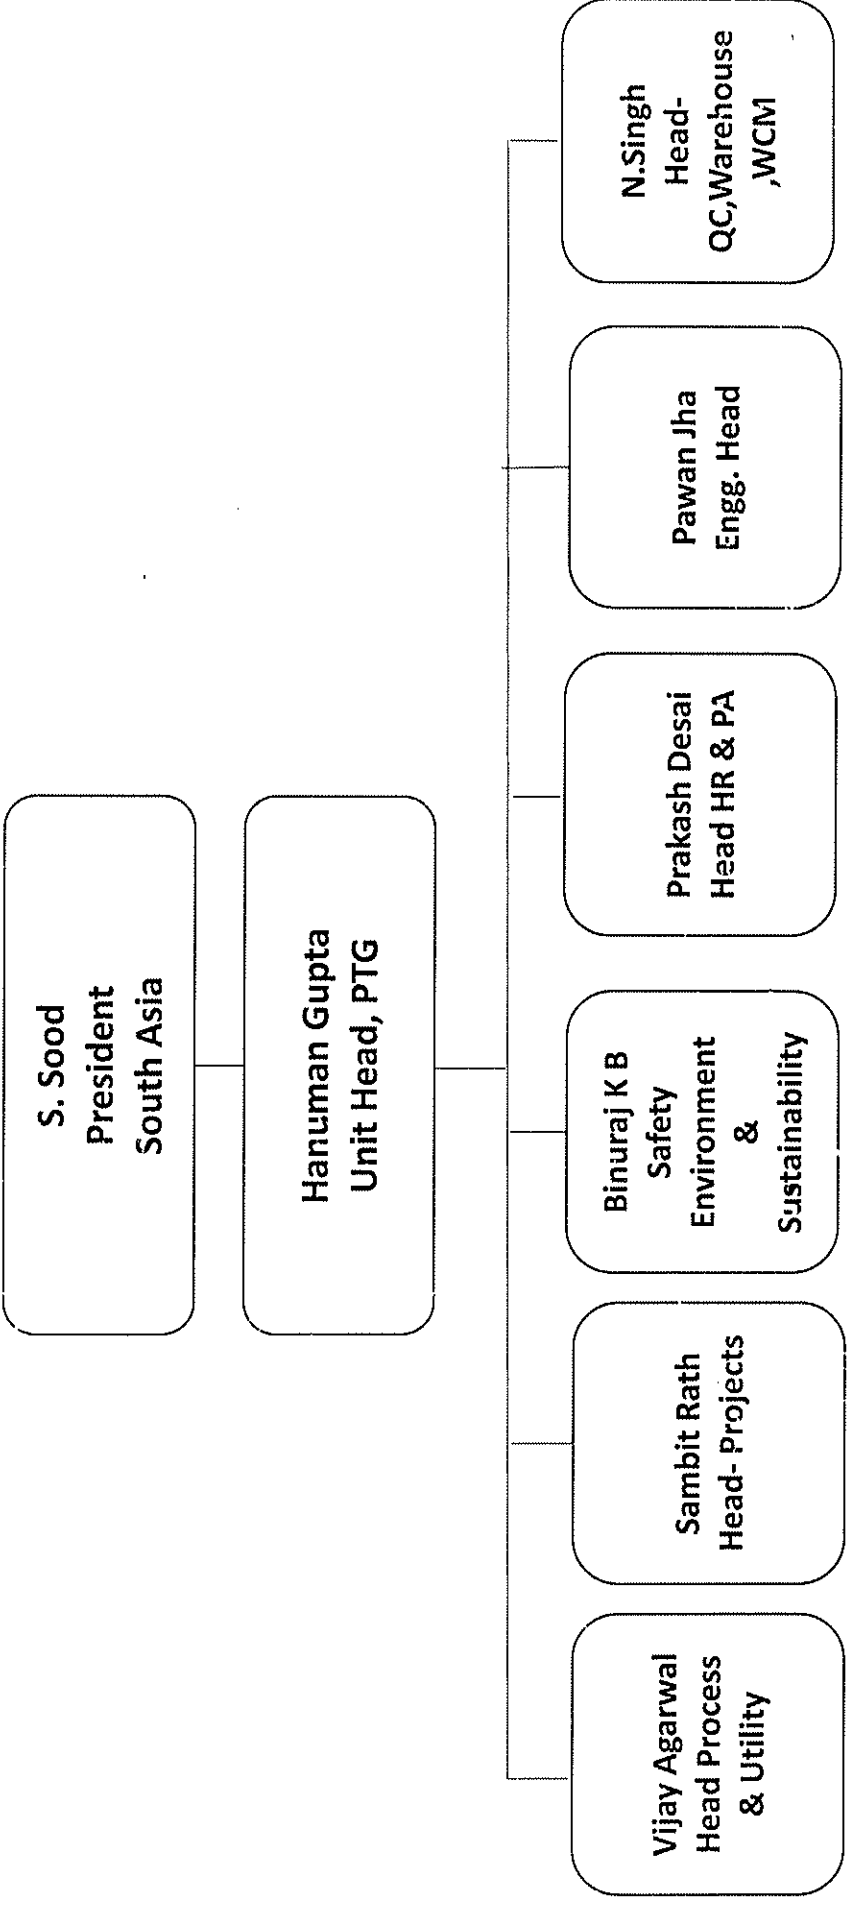 S. Sood
President
South Asia
Hanuman Gupta
Unit Head, PTG
Vijay Agarwal
Head Process
& Utility
Sambit Rath
Head- Projects
Binuraj K B
Safety
Environment
&
Sustainability
Prakash Desai
Head HR & PA
Pawan Jha
Engg. Head
N.Singh
Head-
QC,Warehouse
,WCM